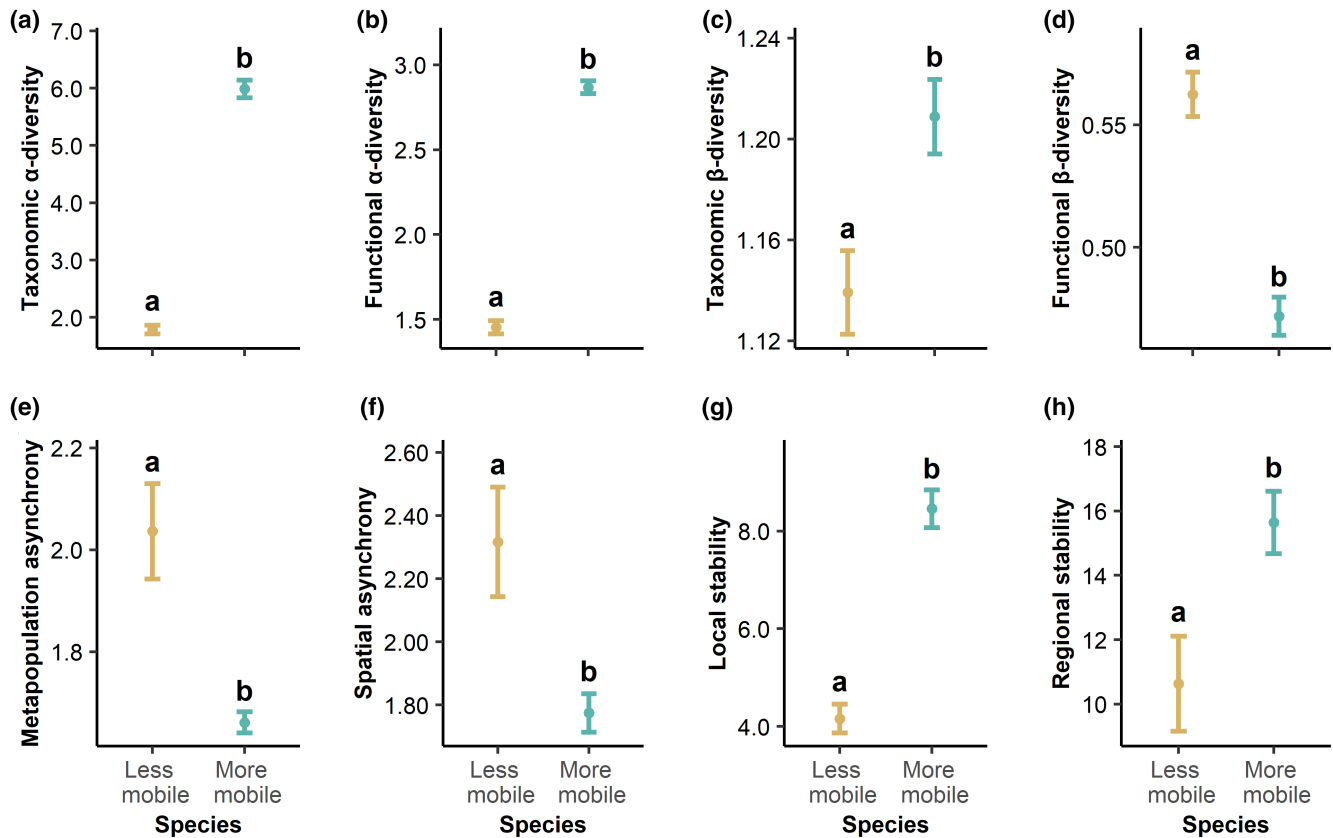 (a)
Taxonomic α-diversity
7.0
6.0
5.0
4.0
3.0
2.0
a
b
(b)
Functional α-diversity
3.0
2.5
2.0
1.5
a
b
(c)
Taxonomic β-diversity
1.24
1.20
1.16
1.12
a
b
(d)
Functional β-diversity
0.55
0.50
a
b
(e)
Metapopulation asynchrony
2.2
2.0
1.8
a
b
Less
mobile
More
mobile
Species
(f)
Spatial asynchrony
2.60
2.40
2.20
2.00
1.80
a
b
Less
mobile
More
mobile
Species
(g)
Local stability
8.0
6.0
4.0
a
b
Less
mobile
More
mobile
Species
(h)
Regional stability
18
16
14
12
10
a
b
Less
mobile
More
mobile
Species